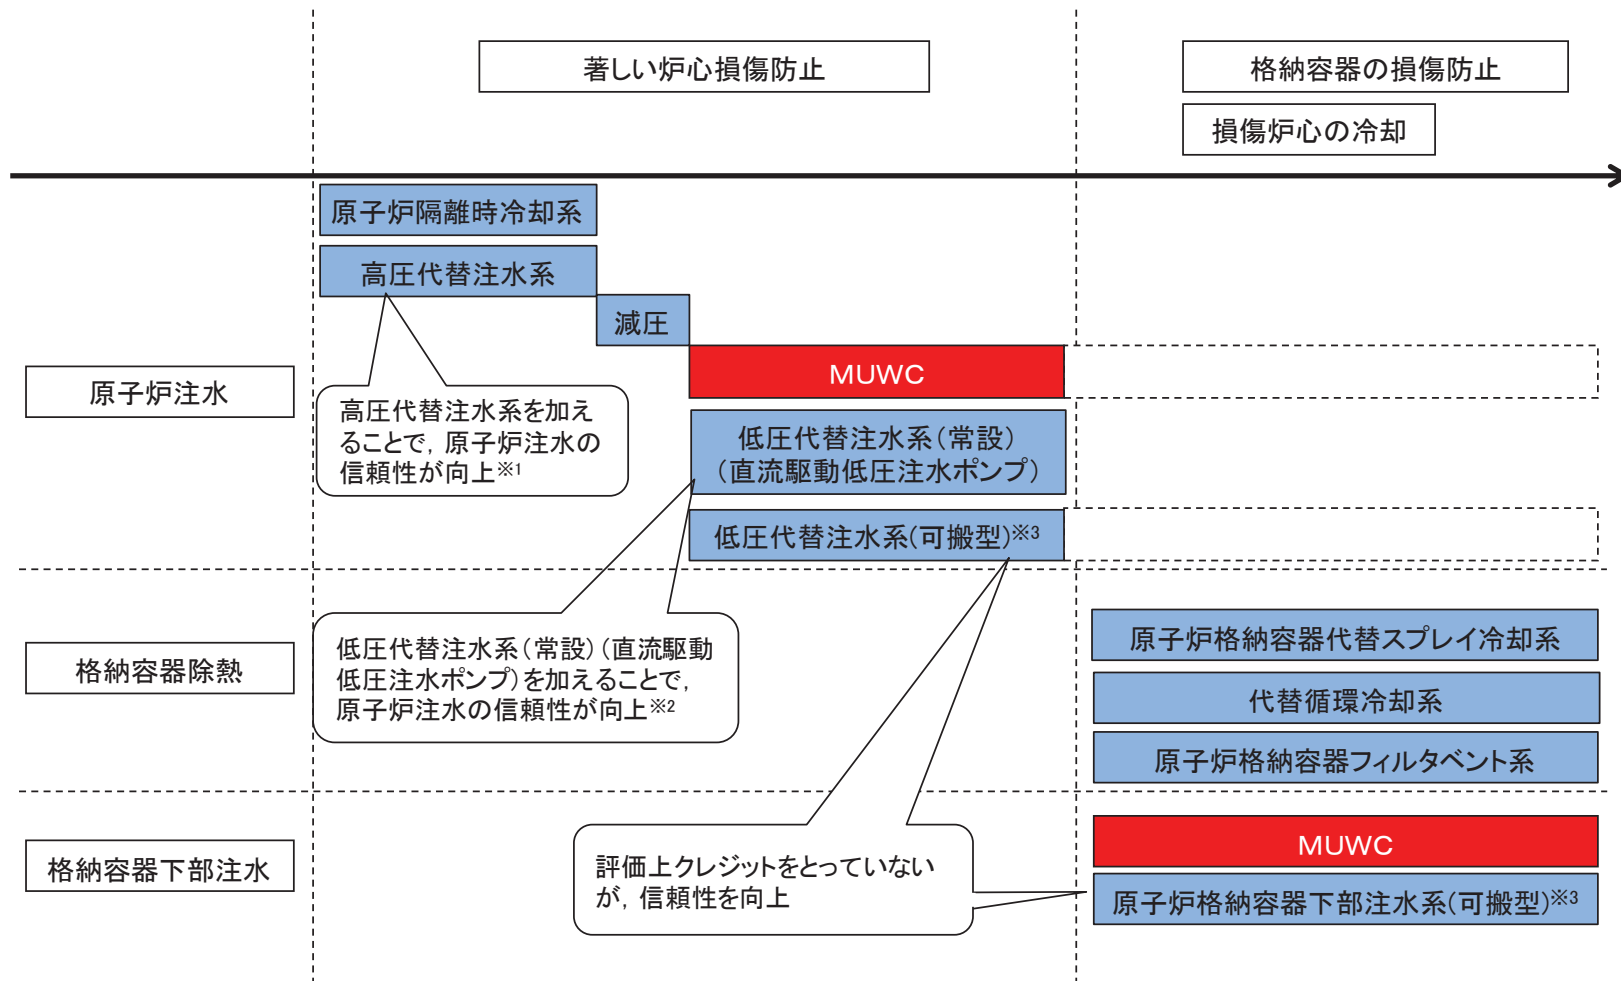 著しい炉心損傷防止
格納容器の損傷防止
損傷炉心の冷却
原子炉隔離時冷却系
高圧代替注水系
減圧
原子炉注水
MUWC
高圧代替注水系を加え
ることで，原子炉注水の
信頼性が向上※1
低圧代替注水系（常設）
（直流駆動低圧注水ポンプ）
低圧代替注水系(可搬型)※3
格納容器除熱
低圧代替注水系（常設）（直流駆動
低圧注水ポンプ）を加えることで，
原子炉注水の信頼性が向上※2
原子炉格納容器代替スプレイ冷却系
代替循環冷却系
原子炉格納容器フィルタベント系
格納容器下部注水
評価上クレジットをとっていない
が，信頼性を向上
MUWC
原子炉格納容器下部注水系(可搬型)※3